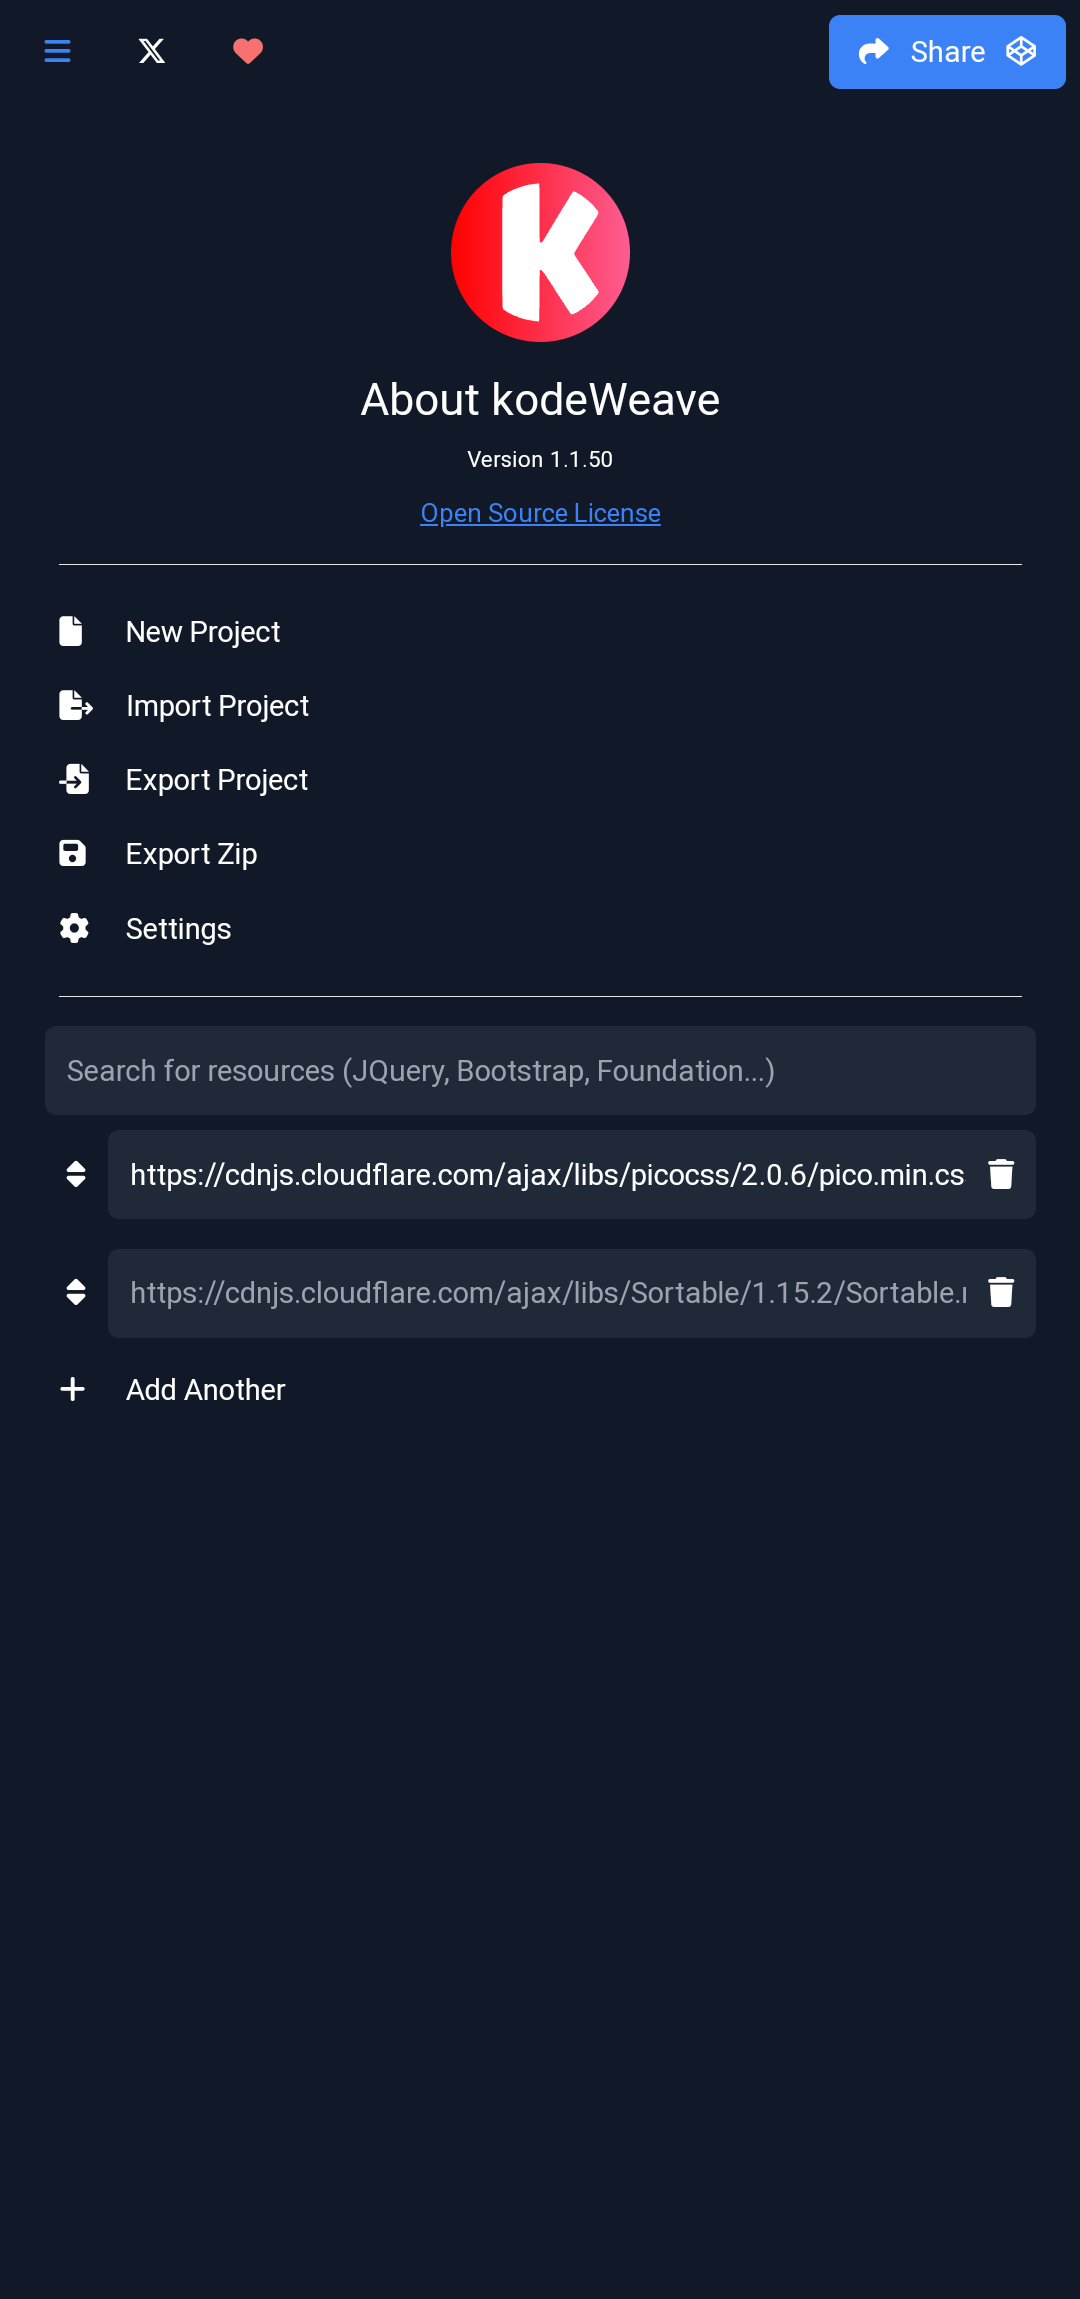 Share
K
About kodeWeave
Version 1.1.50
Open Source License
New Project
Import Project
Export Project
Export Zip
Settings
Search for resources (JQuery, Bootstrap, Foundation...)
https://cdnjs.cloudflare.com/ajax/libs/picocss/2.0.6/pico.min.cs
https://cdnjs.cloudflare.com/ajax/libs/Sortable/1.15.2/Sortable.
Add Another